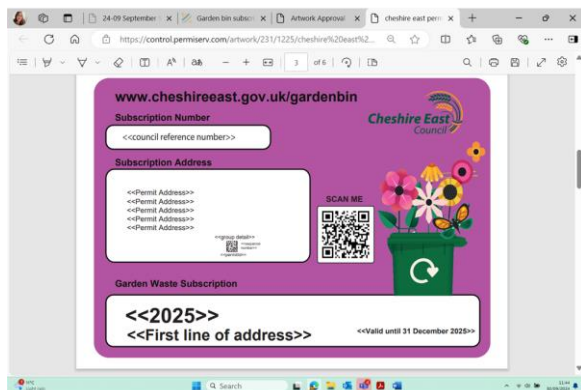 24-09 September
Garden bin subscr
Artwork Approval
cheshire east perm
https://control.permiserv.com/artwork/231/1225/cheshire%20east%2...
3 of 6
www.cheshireeast.gov.uk/gardenbin
Subscription Number
<<council reference number>>
Cheshire East
Council
Subscription Address
<<Permit Address>>
<<Permit Address>>
<<Permit Address>>
<<Permit Address>>
<<Permit Address>>
<<group detail>>
SCAN ME
Garden Waste Subscription
<<2025>>
<<First line of address>>
<<Valid until 31 December 2025>>
Search